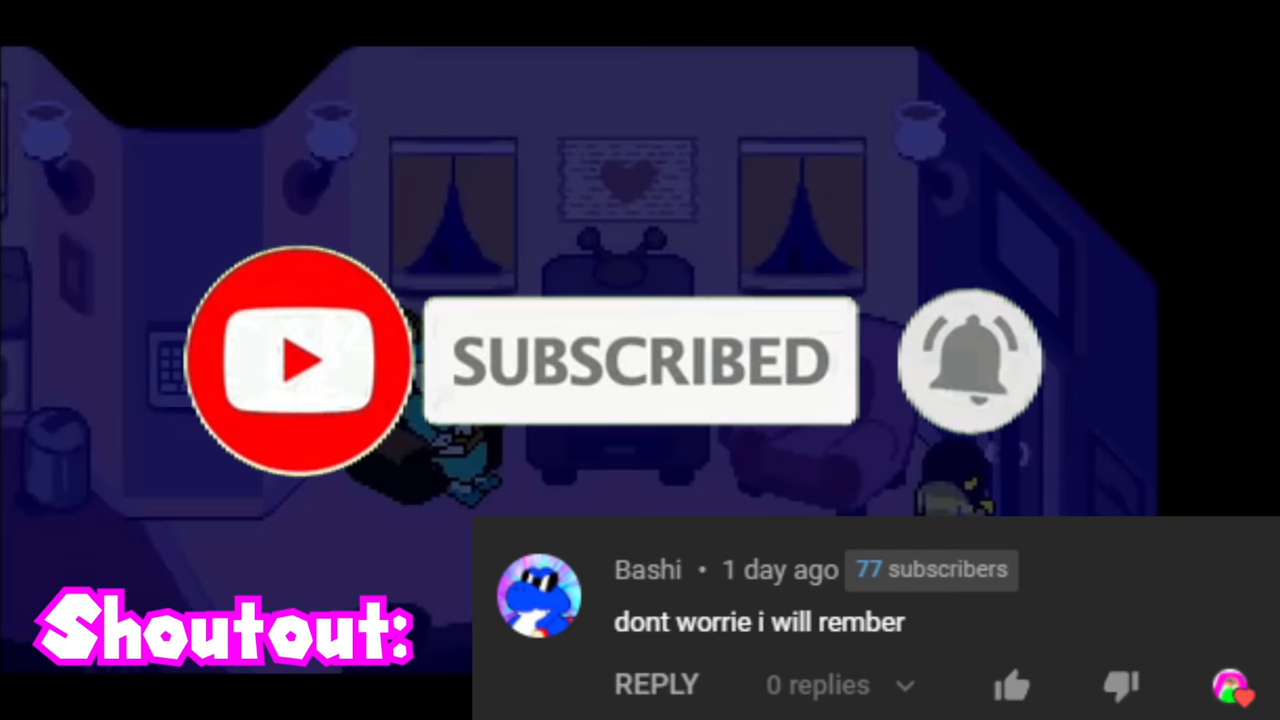 SUBSCRIBED
Shoutout:
Bashi • 1 day ago 77 subscribers
dont worrie i will rember
REPLY 0 replies